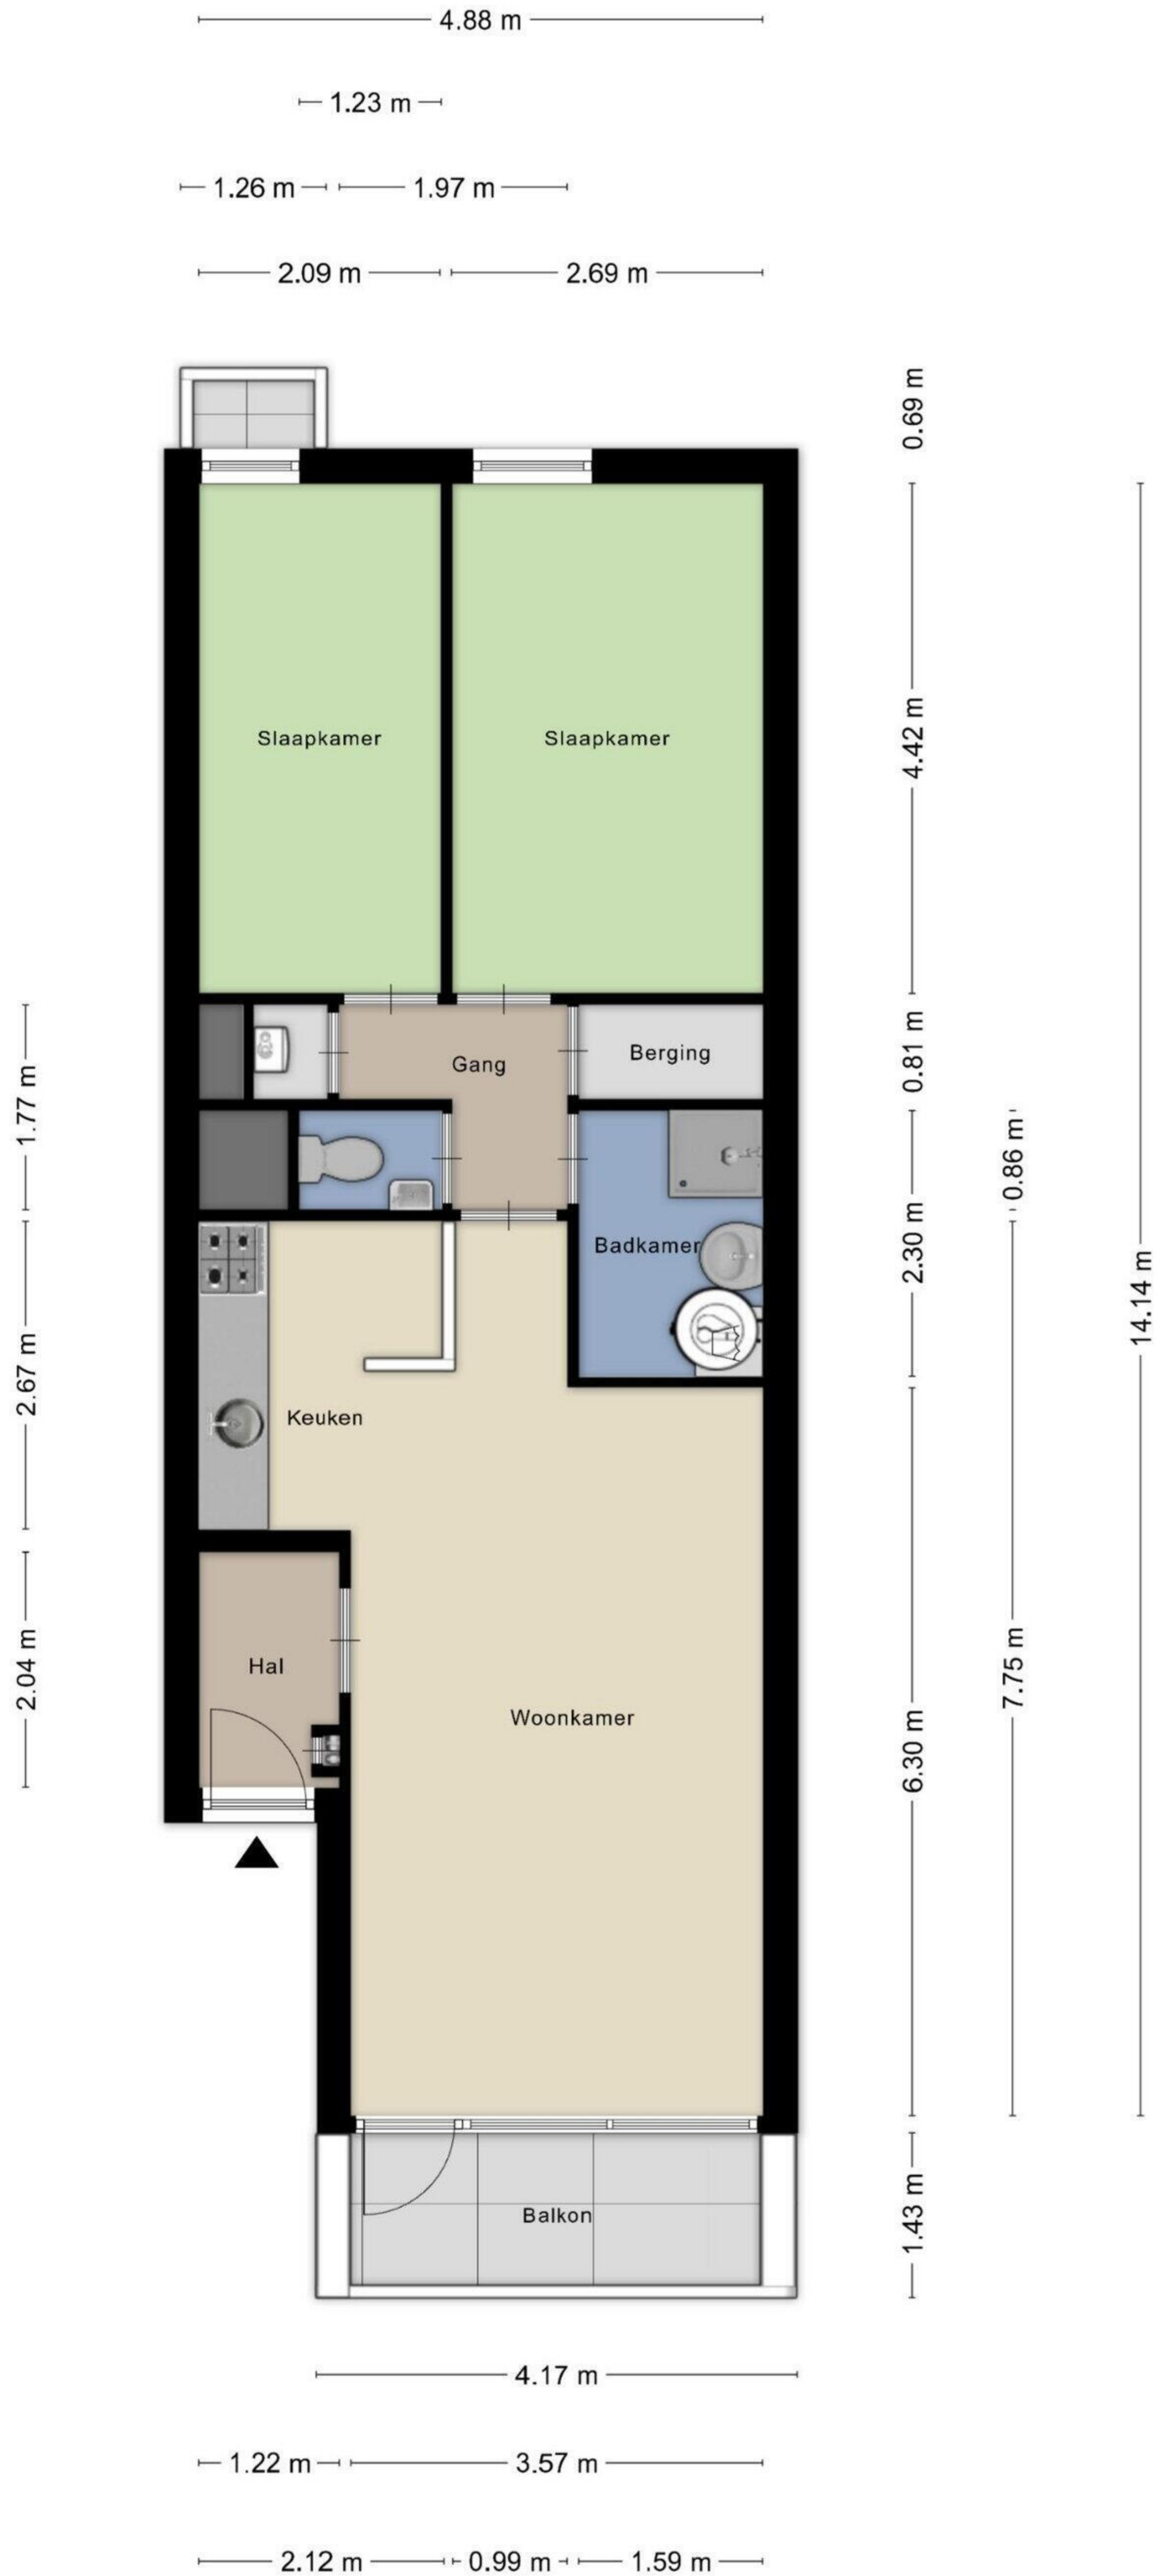 4.88 m
1.23 m
1.26 m
1.97 m
2.09 m
2.69 m
0.69 m
Slaapkamer
Slaapkamer
4.42 m
14.14 m
1.77 m
Gang
Berging
0.81 m
0.86 m
Badkamer
2.30 m
2.67 m
Keuken
2.04 m
Hal
Woonkamer
6.30 m
7.75 m
Balkon
1.43 m
4.17 m
1.22 m
3.57 m
2.12 m
0.99 m
1.59 m